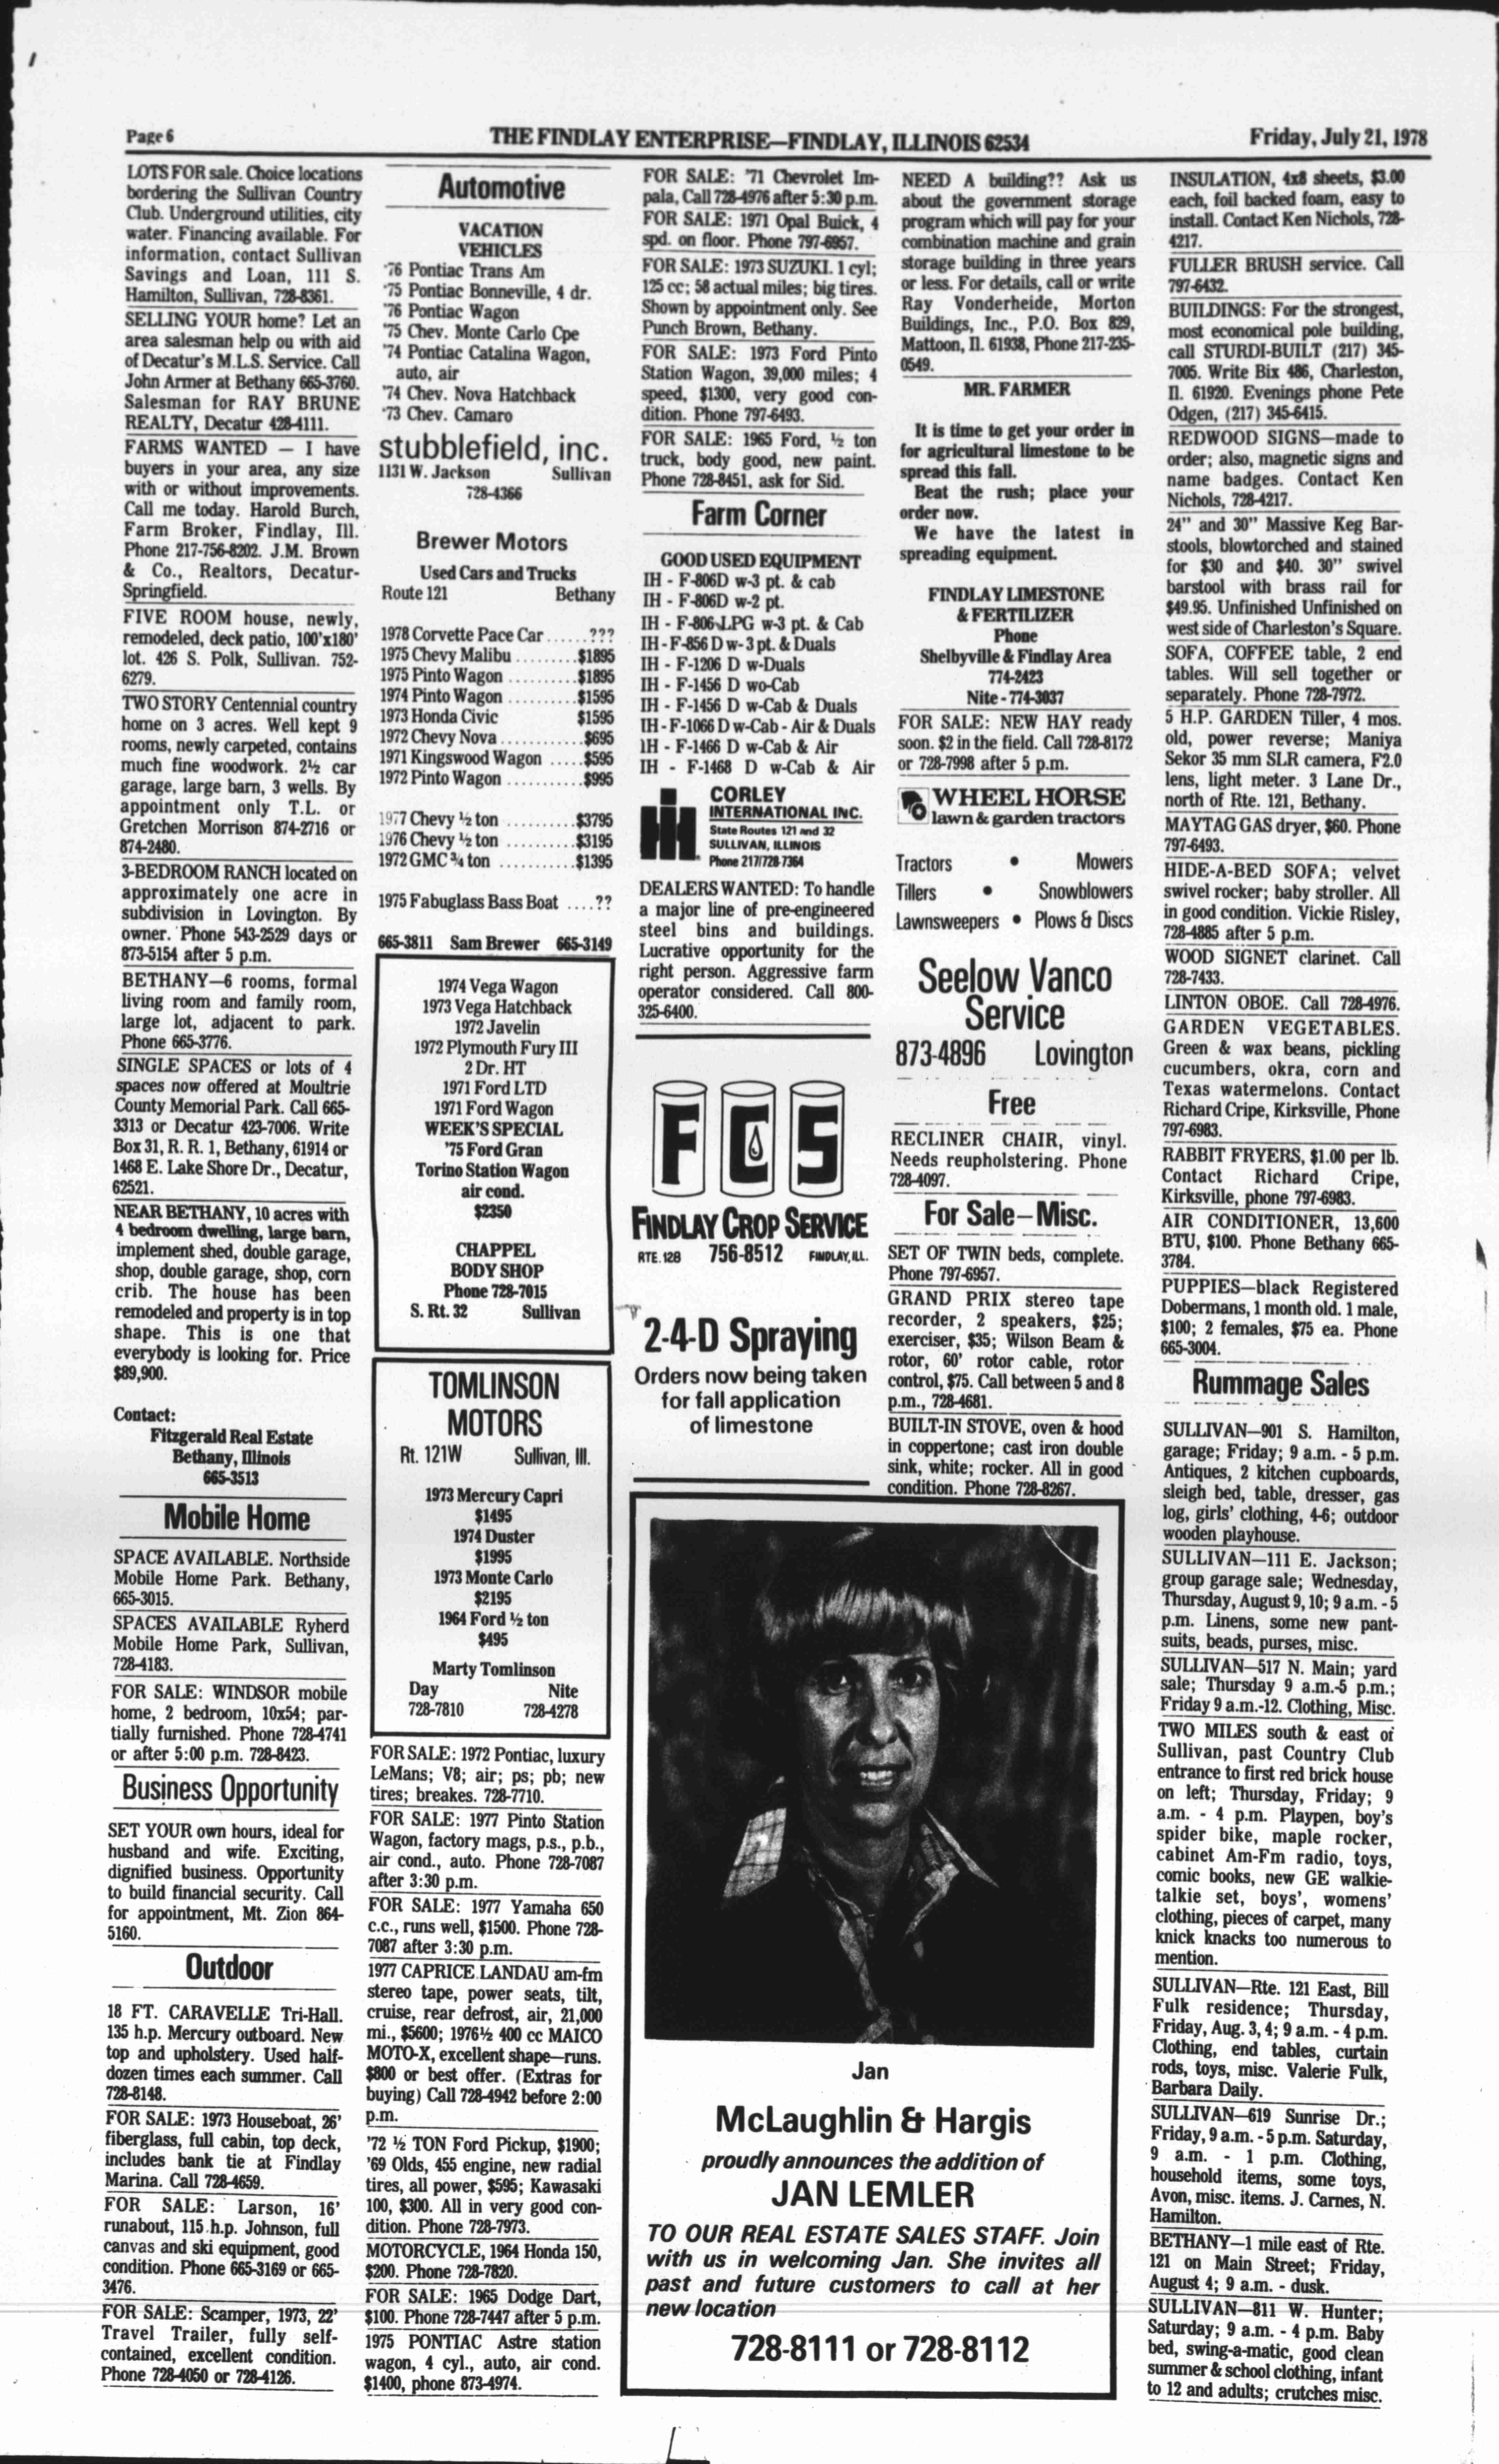 Page 6
THE FINDLAY ENTERPRISE—FINDLAY, ILLINOIS 62534
Friday, July 21, 1978
LOTS FOR sale. Choice locations
bordering the Sullivan Country
Club. Underground utilities, city
water. Financing available. For
information, contact Sullivan
Savings and Loan, 111 S.
Hamilton, Sullivan, 728-8361.
SELLING YOUR home? Let an
area salesman help ou with aid
of Decatur's M.L.S. Service. Call
John Armer at Bethany 665-3760.
Salesman for RAY BRUNE
REALTY, Decatur 428-4111.
FARMS WANTED — I have
buyers in your area, any size
with or without improvements.
Call me today. Harold Burch,
Farm Broker, Findlay, Ill.
Phone 217-756-8202. J.M. Brown
& Co., Realtors, Decatur-
Springfield.
FIVE ROOM house, newly,
remodeled, deck patio, 100'x180'
lot. 426 S. Polk, Sullivan. 752-
6279.
TWO STORY Centennial country
home on 3 acres. Well kept 9
rooms, newly carpeted, contains
much fine woodwork. 2½ car
garage, large barn, 3 wells. By
appointment only T.L. or
Gretchen Morrison 874-2716 or
874-2480.
3-BEDROOM RANCH located on
approximately one acre in
subdivision in Lovington. By
owner. Phone 543-2529 days or
873-5154 after 5 p.m.
BETHANY—6 rooms, formal
living room and family room,
large lot, adjacent to park.
Phone 665-3776.
SINGLE SPACES or lots of 4
spaces now offered at Moultrie
County Memorial Park. Call 665-
3313 or Decatur 423-7006. Write
Box 31, R. R. 1, Bethany, 61914 or
1468 E. Lake Shore Dr., Decatur,
62521.
NEAR BETHANY, 10 acres with
4 bedroom dwelling, large barn,
implement shed, double garage,
shop, double garage, shop, corn
crib. The house has been
remodeled and property is in top
shape. This is one that
everybody is looking for. Price
$89,900.
Contact:
Fitzgerald Real Estate
Bethany, Illinois
665-3513
Mobile Home
SPACE AVAILABLE. Northside
Mobile Home Park. Bethany,
665-3015.
SPACES AVAILABLE Ryherd
Mobile Home Park, Sullivan,
728-4183.
FOR SALE: WINDSOR mobile
home, 2 bedroom, 10x54; par-
tially furnished. Phone 728-4741
or after 5:00 p.m. 728-8423.
Business Opportunity
SET YOUR own hours, ideal for
husband and wife. Exciting,
dignified business. Opportunity
to build financial security. Call
for appointment, Mt. Zion 864-
5160.
Outdoor
18 FT. CARAVELLE Tri-Hall.
135 h.p. Mercury outboard. New
top and upholstery. Used half-
dozen times each summer. Call
728-8148.
FOR SALE: 1973 Houseboat, 26'
fiberglass, full cabin, top deck,
includes bank tie at Findlay
Marina. Call 728-4659.
FOR SALE: Larson, 16'
runabout, 115 h.p. Johnson, full
canvas and ski equipment, good
condition. Phone 665-3169 or 665-
3476.
FOR SALE: Scamper, 1973, 22'
Travel Trailer, fully self-
contained, excellent condition.
Phone 728-4050 or 728-4126.
Automotive
VACATION
VEHICLES
'76 Pontiac Trans Am
'75 Pontiac Bonneville, 4 dr.
'76 Pontiac Wagon
'75 Chev. Monte Carlo Cpe
'74 Pontiac Catalina Wagon,
auto, air
'74 Chev. Nova Hatchback
'73 Chev. Camaro
stubblefield, inc.
1131 W. Jackson Sullivan
728-4366
Brewer Motors
Used Cars and Trucks
Route 121 Bethany
1978 Corvette Pace Car ......???
1975 Chevy Malibu .........$1895
1975 Pinto Wagon ..........$1895
1974 Pinto Wagon ..........$1595
1973 Honda Civic $1595
1972 Chevy Nova ............$695
1971 Kingswood Wagon .....$595
1972 Pinto Wagon ...........$995
1977 Chevy ½ ton ..........$3795
1976 Chevy ½ ton ..........$3195
1972 GMC ¾ ton ...........$1395
1975 Fabuglass Bass Boat ....??
665-3811 Sam Brewer 665-3149
1974 Vega Wagon
1973 Vega Hatchback
1972 Javelin
1972 Plymouth Fury III
2 Dr. HT
1971 Ford LTD
1971 Ford Wagon
WEEK'S SPECIAL
'75 Ford Gran
Torino Station Wagon
air cond.
$2350
CHAPPEL
BODY SHOP
Phone 728-7015
S. Rt. 32 Sullivan
TOMLINSON
MOTORS
Rt. 121W Sullivan, Ill.
1973 Mercury Capri
$1495
1974 Duster
$1995
1973 Monte Carlo
$2195
1964 Ford ½ ton
$495
Marty Tomlinson
Day Nite
728-7810 728-4278
FOR SALE: 1972 Pontiac, luxury
LeMans; V8; air; ps; pb; new
tires; breakes. 728-7710.
FOR SALE: 1977 Pinto Station
Wagon, factory mags, p.s., p.b.,
air cond., auto. Phone 728-7087
after 3:30 p.m.
FOR SALE: 1977 Yamaha 650
c.c., runs well, $1500. Phone 728-
7087 after 3:30 p.m.
1977 CAPRICE LANDAU am-fm
stereo tape, power seats, tilt,
cruise, rear defrost, air, 21,000
mi., $5600; 1976½ 400 cc MAICO
MOTO-X, excellent shape—runs.
$800 or best offer. (Extras for
buying) Call 728-4942 before 2:00
p.m.
'72 ½ TON Ford Pickup, $1900;
'69 Olds, 455 engine, new radial
tires, all power, $595; Kawasaki
100, $300. All in very good con-
dition. Phone 728-7973.
MOTORCYCLE, 1964 Honda 150,
$200. Phone 728-7820.
FOR SALE: 1965 Dodge Dart,
$100. Phone 728-7447 after 5 p.m.
1975 PONTIAC Astre station
wagon, 4 cyl., auto, air cond.
$1400, phone 873-4974.
FOR SALE: '71 Chevrolet Im-
pala, Call 728-4976 after 5:30 p.m.
FOR SALE: 1971 Opal Buick, 4
spd. on floor. Phone 797-6957.
FOR SALE: 1973 SUZUKI. 1 cyl;
125 cc; 58 actual miles; big tires.
Shown by appointment only. See
Punch Brown, Bethany.
FOR SALE: 1973 Ford Pinto
Station Wagon, 39,000 miles; 4
speed, $1300, very good con-
dition. Phone 797-6493.
FOR SALE: 1965 Ford, ½ ton
truck, body good, new paint.
Phone 728-8451, ask for Sid.
Farm Corner
GOOD USED EQUIPMENT
IH - F-806D w-3 pt. & cab
IH - F-806D w-2 pt.
IH - F-806 LPG w-3 pt. & Cab
IH - F-856 D w- 3 pt. & Duals
IH - F-1206 D w-Duals
IH - F-1456 D wo-Cab
IH - F-1456 D w-Cab & Duals
IH - F-1066 D w-Cab - Air & Duals
IH - F-1466 D w-Cab & Air
IH - F-1468 D w-Cab & Air
CORLEY
INTERNATIONAL INC.
State Routes 121 and 32
SULLIVAN, ILLINOIS
Phone 217/728-7364
DEALERS WANTED: To handle
a major line of pre-engineered
steel bins and buildings.
Lucrative opportunity for the
right person. Aggressive farm
operator considered. Call 800-
325-6400.
FCS
FINDLAY CROP SERVICE
RTE. 128 756-8512 FINDLAY, ILL.
2-4-D Spraying
Orders now being taken
for fall application
of limestone
NEED A building?? Ask us
about the government storage
program which will pay for your
combination machine and grain
storage building in three years
or less. For details, call or write
Ray Vonderheide, Morton
Buildings, Inc., P.O. Box 829,
Mattoon, Il. 61938, Phone 217-235-
0549.
MR. FARMER
It is time to get your order in
for agricultural limestone to be
spread this fall.
Beat the rush; place your
order now.
We have the latest in
spreading equipment.
FINDLAY LIMESTONE
& FERTILIZER
Phone
Shelbyville & Findlay Area
774-2423
Nite - 774-3037
FOR SALE: NEW HAY ready
soon. $2 in the field. Call 728-8172
or 728-7998 after 5 p.m.
WHEEL HORSE
lawn & garden tractors
Tractors • Mowers
Tillers • Snowblowers
Lawnsweepers • Plows & Discs
Seelow Vanco
Service
873-4896 Lovington
Free
RECLINER CHAIR, vinyl.
Needs reupholstering. Phone
728-4097.
For Sale—Misc.
SET OF TWIN beds, complete.
Phone 797-6957.
GRAND PRIX stereo tape
recorder, 2 speakers, $25;
exerciser, $35; Wilson Beam &
rotor, 60' rotor cable, rotor
control, $75. Call between 5 and 8
p.m., 728-4681.
BUILT-IN STOVE, oven & hood
in coppertone; cast iron double
sink, white; rocker. All in good
condition. Phone 728-8267.
Jan
McLaughlin & Hargis
proudly announces the addition of
JAN LEMLER
TO OUR REAL ESTATE SALES STAFF. Join
with us in welcoming Jan. She invites all
past and future customers to call at her
new location
728-8111 or 728-8112
INSULATION, 4x8 sheets, $3.00
each, foil backed foam, easy to
install. Contact Ken Nichols, 728-
4217.
FULLER BRUSH service. Call
797-6432.
BUILDINGS: For the strongest,
most economical pole building,
call STURDI-BUILT (217) 345-
7005. Write Bix 486, Charleston,
Il. 61920. Evenings phone Pete
Odgen, (217) 345-6415.
REDWOOD SIGNS—made to
order; also, magnetic signs and
name badges. Contact Ken
Nichols, 728-4217.
24" and 30" Massive Keg Bar-
stools, blowtorched and stained
for $30 and $40. 30" swivel
barstool with brass rail for
$49.95. Unfinished Unfinished on
west side of Charleston's Square.
SOFA, COFFEE table, 2 end
tables. Will sell together or
separately. Phone 728-7972.
5 H.P. GARDEN Tiller, 4 mos.
old, power reverse; Maniya
Sekor 35 mm SLR camera, F2.0
lens, light meter. 3 Lane Dr.,
north of Rte. 121, Bethany.
MAYTAG GAS dryer, $60. Phone
797-6493.
HIDE-A-BED SOFA; velvet
swivel rocker; baby stroller. All
in good condition. Vickie Risley,
728-4885 after 5 p.m.
WOOD SIGNET clarinet. Call
728-7433.
LINTON OBOE. Call 728-4976.
GARDEN VEGETABLES.
Green & wax beans, pickling
cucumbers, okra, corn and
Texas watermelons. Contact
Richard Cripe, Kirksville, Phone
797-6983.
RABBIT FRYERS, $1.00 per lb.
Contact Richard Cripe,
Kirksville, phone 797-6983.
AIR CONDITIONER, 13,600
BTU, $100. Phone Bethany 665-
3784.
PUPPIES—black Registered
Dobermans, 1 month old. 1 male,
$100; 2 females, $75 ea. Phone
665-3004.
Rummage Sales
SULLIVAN—901 S. Hamilton,
garage; Friday; 9 a.m. - 5 p.m.
Antiques, 2 kitchen cupboards,
sleigh bed, table, dresser, gas
log, girls' clothing, 4-6; outdoor
wooden playhouse.
SULLIVAN—111 E. Jackson;
group garage sale; Wednesday,
Thursday, August 9, 10; 9 a.m. - 5
p.m. Linens, some new pant-
suits, beads, purses, misc.
SULLIVAN—517 N. Main; yard
sale; Thursday 9 a.m.-5 p.m.;
Friday 9 a.m.-12. Clothing, Misc.
TWO MILES south & east of
Sullivan, past Country Club
entrance to first red brick house
on left; Thursday, Friday; 9
a.m. - 4 p.m. Playpen, boy's
spider bike, maple rocker,
cabinet Am-Fm radio, toys,
comic books, new GE walkie-
talkie set, boys', womens'
clothing, pieces of carpet, many
knick knacks too numerous to
mention.
SULLIVAN—Rte. 121 East, Bill
Fulk residence; Thursday,
Friday, Aug. 3, 4; 9 a.m. - 4 p.m.
Clothing, end tables, curtain
rods, toys, misc. Valerie Fulk,
Barbara Daily.
SULLIVAN—619 Sunrise Dr.;
Friday, 9 a.m. - 5 p.m. Saturday,
9 a.m. - 1 p.m. Clothing,
household items, some toys,
Avon, misc. items. J. Carnes, N.
Hamilton.
BETHANY—1 mile east of Rte.
121 on Main Street; Friday,
August 4; 9 a.m. - dusk.
SULLIVAN—811 W. Hunter;
Saturday; 9 a.m. - 4 p.m. Baby
bed, swing-a-matic, good clean
summer & school clothing, infant
to 12 and adults; crutches misc.